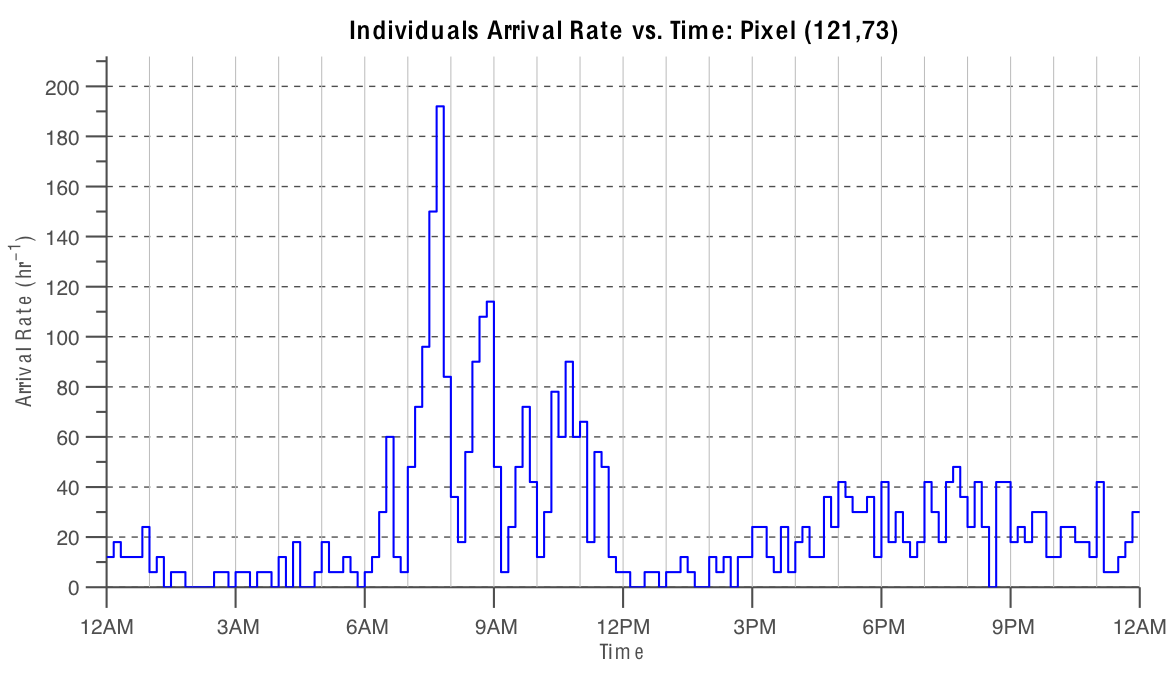 Individuals Arrival Rate vs. Time: Pixel (121,73)
Arrival Rate (hr⁻¹)
200
180
160
140
120
100
80
60
40
20
0
12AM 3AM 6AM 9AM 12PM 3PM 6PM 9PM 12AM
Time